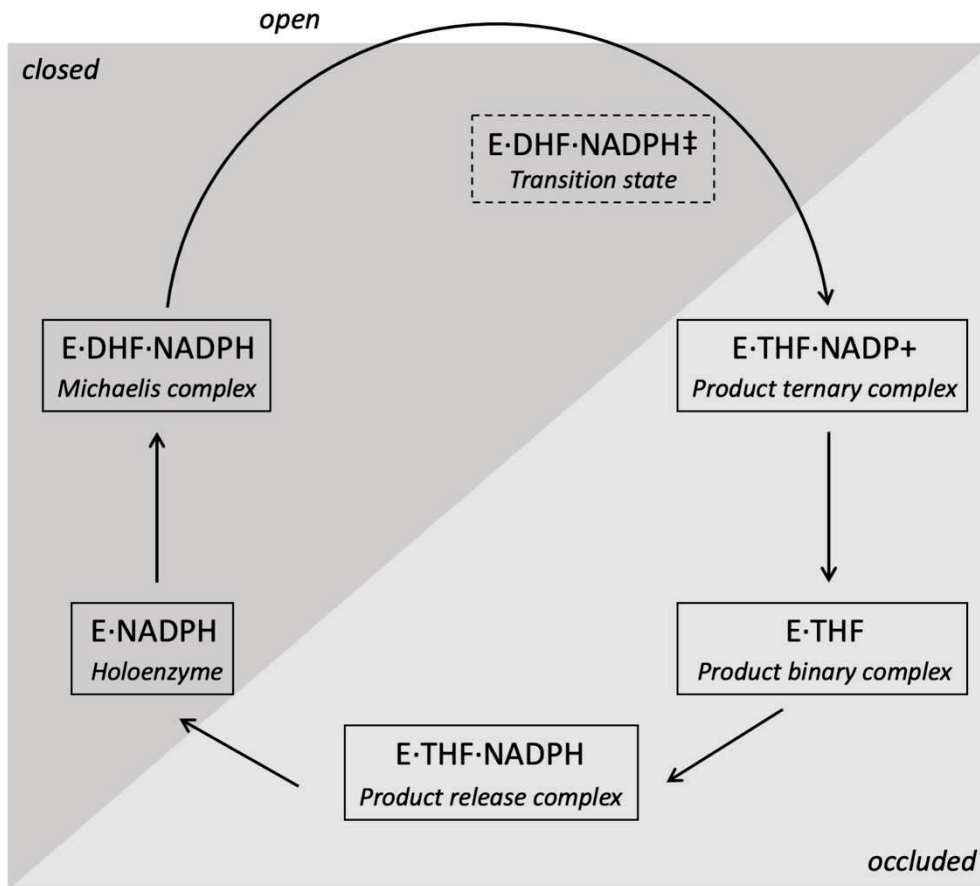 open
closed
E·DHF·NADPH‡
Transition state
E·DHF·NADPH
Michaelis complex
E·THF·NADP+
Product ternary complex
E·NADPH
Holoenzyme
E·THF
Product binary complex
E·THF·NADPH
Product release complex
occluded